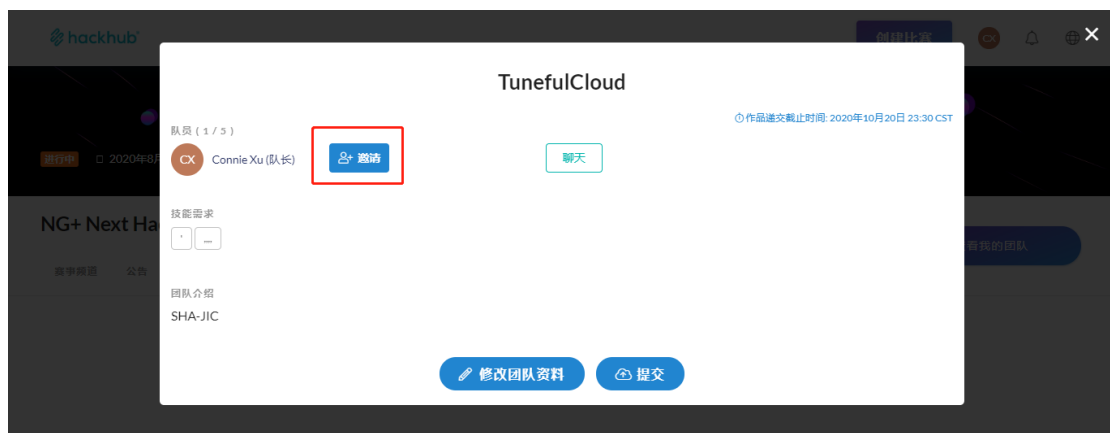 hackhub
创建比赛
CX
TunefulCloud
作品递交截止时间: 2020年10月20日 23:30 CST
队员 ( 1 / 5 )
CX Connie Xu (队长) 邀请 聊天
进行中 2020年8月
技能需求
' ...
NG+ Next Ha
看我的团队
赛事频道 公告
团队介绍
SHA-JIC
修改团队资料 提交